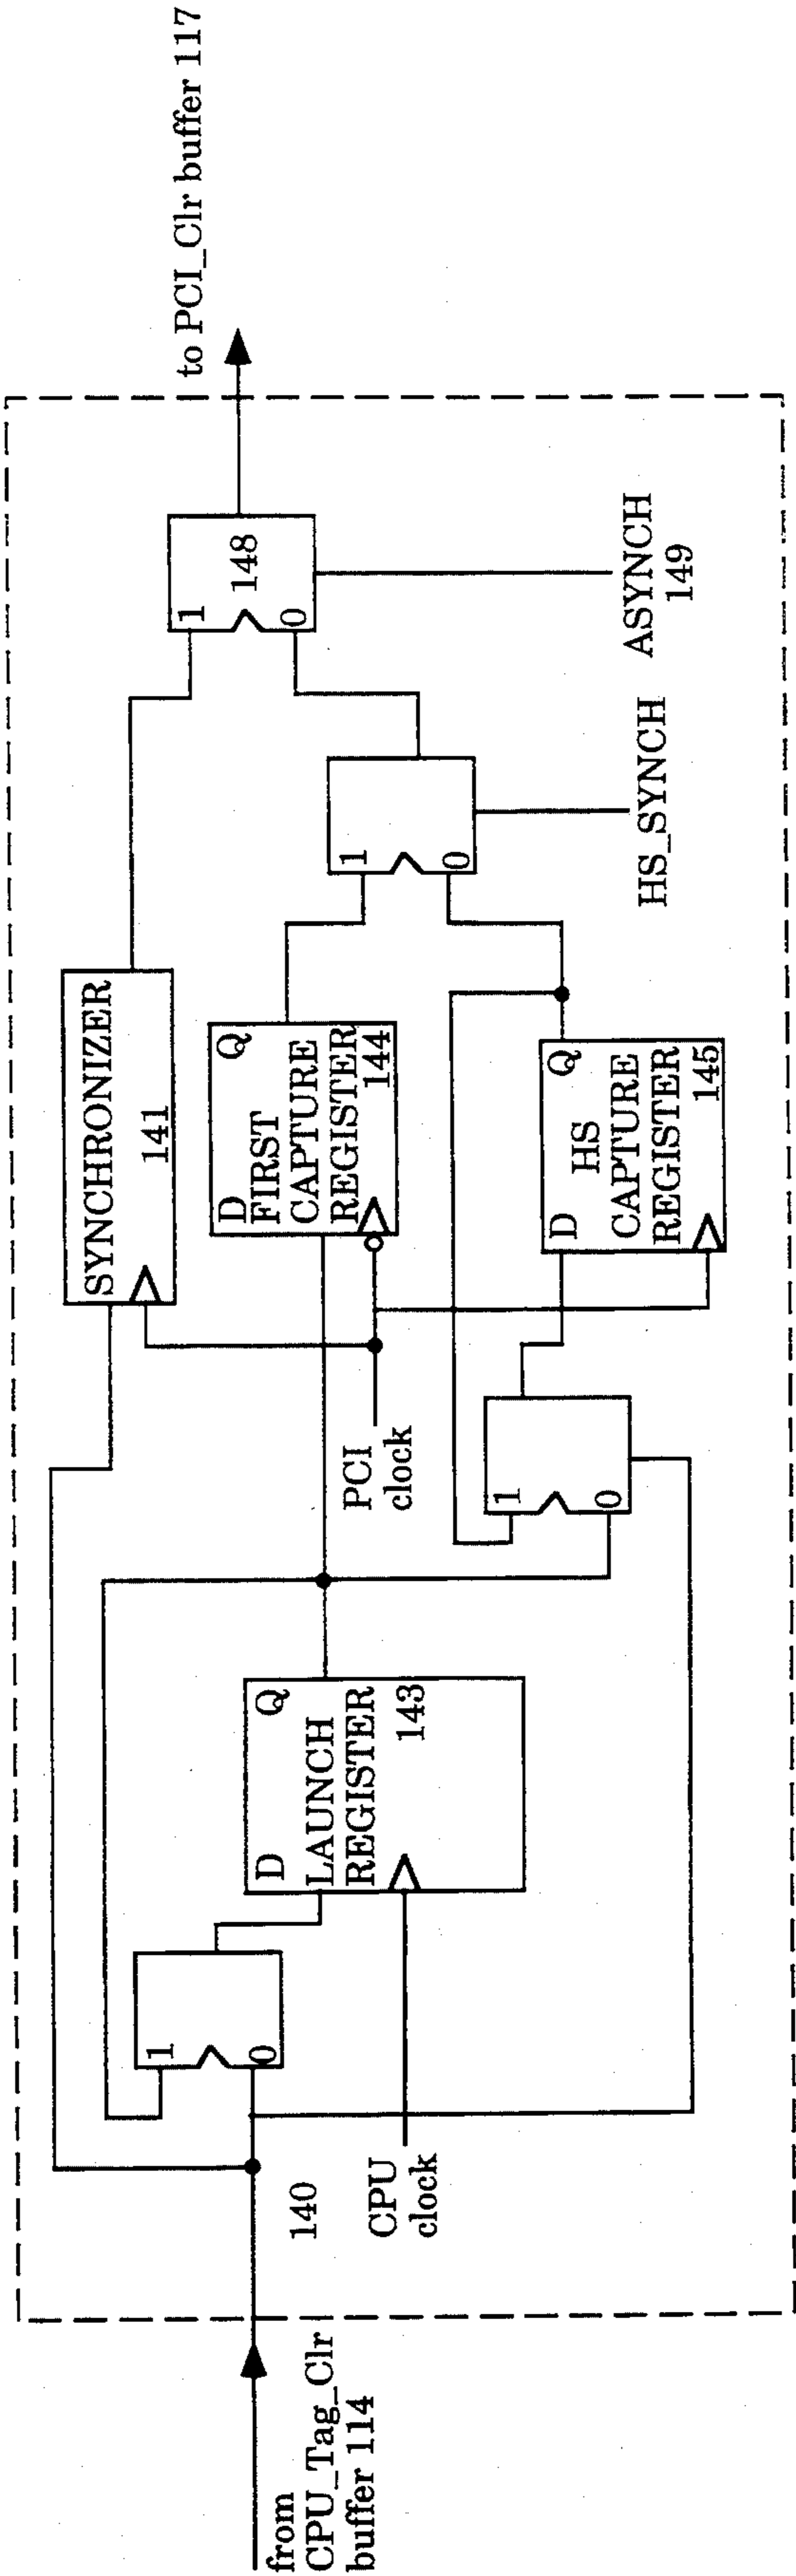 from
CPU_Tag_Clr
buffer 114
140
CPU
clock
1
0
D
Q
LAUNCH
REGISTER
143
PCI
clock
1
0
SYNCHRONIZER
141
D
Q
FIRST
CAPTURE
REGISTER
144
D
Q
HS
CAPTURE
REGISTER
145
1
0
HS_SYNCH
1
0
148
ASYNCH
149
to PCI_Clr buffer 117